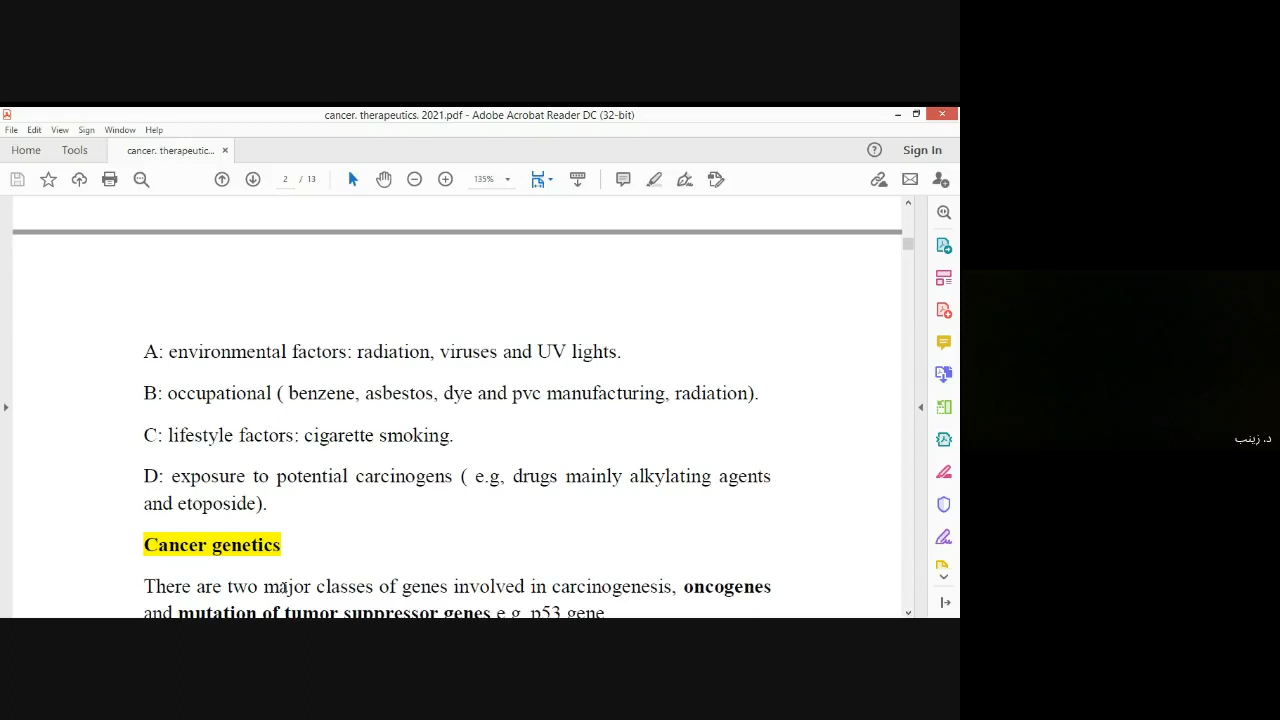 cancer. therapeutics. 2021.pdf - Adobe Acrobat Reader DC (32-bit)
File Edit View Sign Window Help
Home Tools cancer. therapeutic... × Sign In
2 / 13 135%
A: environmental factors: radiation, viruses and UV lights.
B: occupational ( benzene, asbestos, dye and pvc manufacturing, radiation).
C: lifestyle factors: cigarette smoking.
D: exposure to potential carcinogens ( e.g, drugs mainly alkylating agents
and etoposide).
Cancer genetics
There are two major classes of genes involved in carcinogenesis, oncogenes
and mutation of tumor suppressor genes e.g. p53 gene
د. زينب